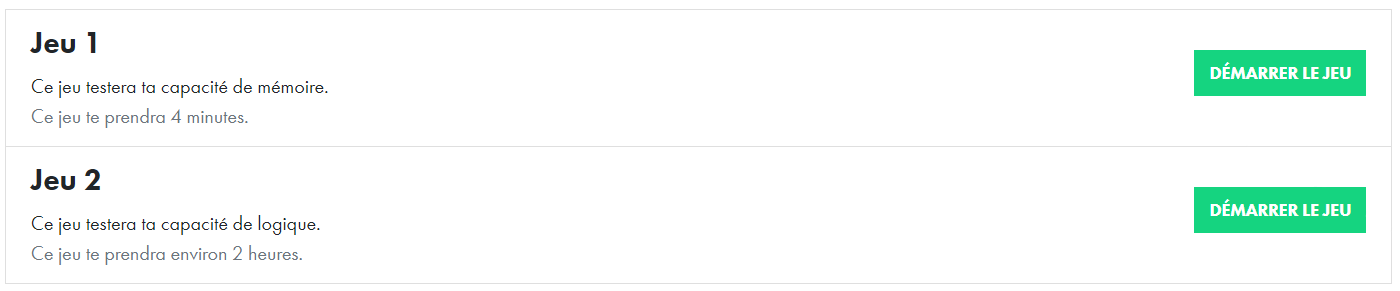 Jeu 1
Ce jeu testera ta capacité de mémoire.
Ce jeu te prendra 4 minutes.
DÉMARRER LE JEU
Jeu 2
Ce jeu testera ta capacité de logique.
Ce jeu te prendra environ 2 heures.
DÉMARRER LE JEU